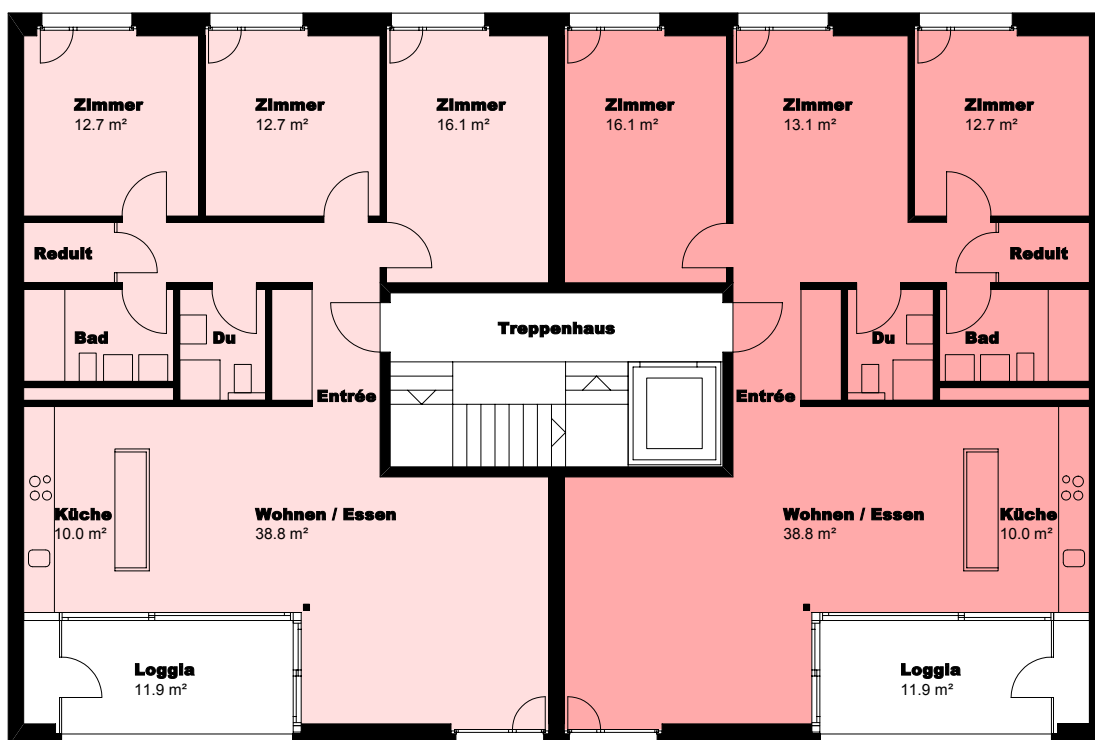 Zimmer
12.7 m²
Zimmer
12.7 m²
Zimmer
16.1 m²
Zimmer
16.1 m²
Zimmer
13.1 m²
Zimmer
12.7 m²
Reduit
Reduit
Bad
Du
Treppenhaus
Du
Bad
Entrée
Entrée
Küche
10.0 m²
Wohnen / Essen
38.8 m²
Wohnen / Essen
38.8 m²
Küche
10.0 m²
Loggia
11.9 m²
Loggia
11.9 m²